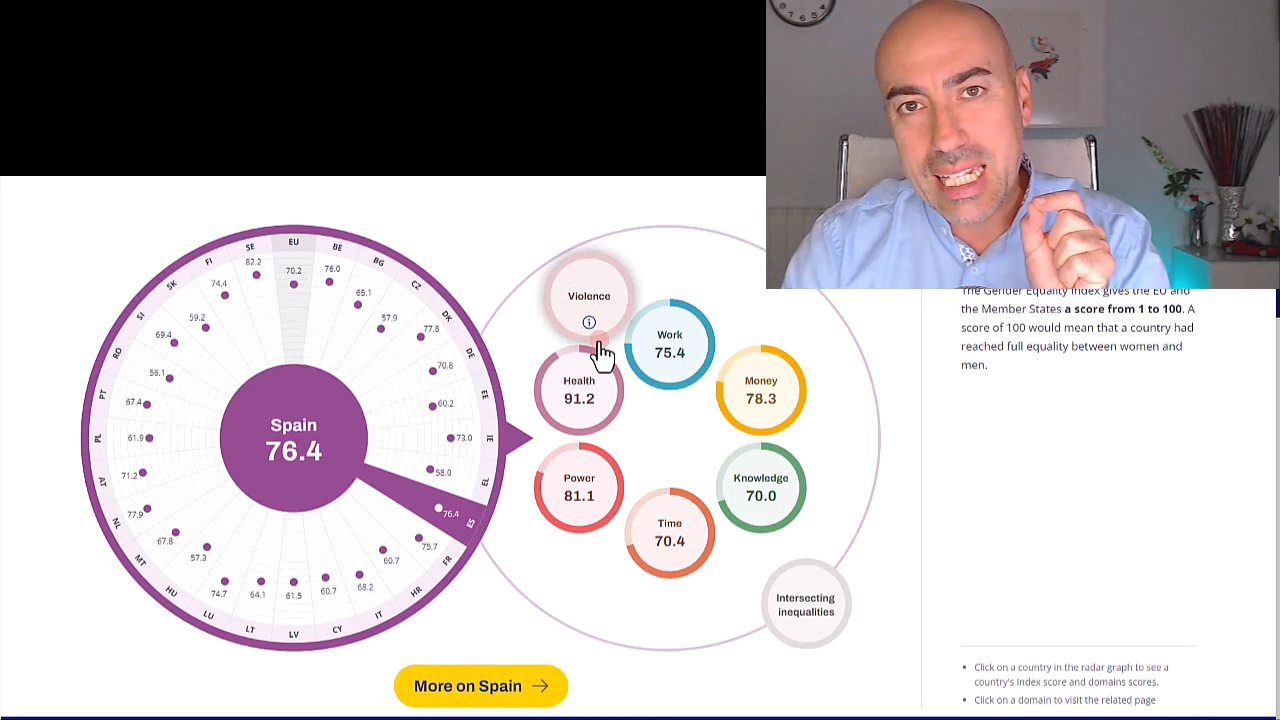 EU
70.2
BE
76.0
BG
65.1
CZ
57.9
DK
77.8
DE
70.8
EE
60.2
IE
73.0
EL
58.0
ES
76.4
FR
75.7
HR
60.7
IT
68.2
CY
60.7
LV
61.5
LT
64.1
LU
74.7
HU
57.3
MT
67.8
NL
77.9
AT
71.2
PL
61.9
PT
67.4
RO
56.1
SI
69.4
SK
59.2
FI
74.4
SE
82.2
Spain
76.4
Violence
Work
75.4
Health
91.2
Money
78.3
Power
81.1
Knowledge
70.0
Time
70.4
Intersecting
inequalities
More on Spain
The Gender Equality Index gives the EU and
the Member States a score from 1 to 100. A
score of 100 would mean that a country had
reached full equality between women and
men.
Click on a country in the radar graph to see a
country's Index score and domains scores.
Click on a domain to visit the related page